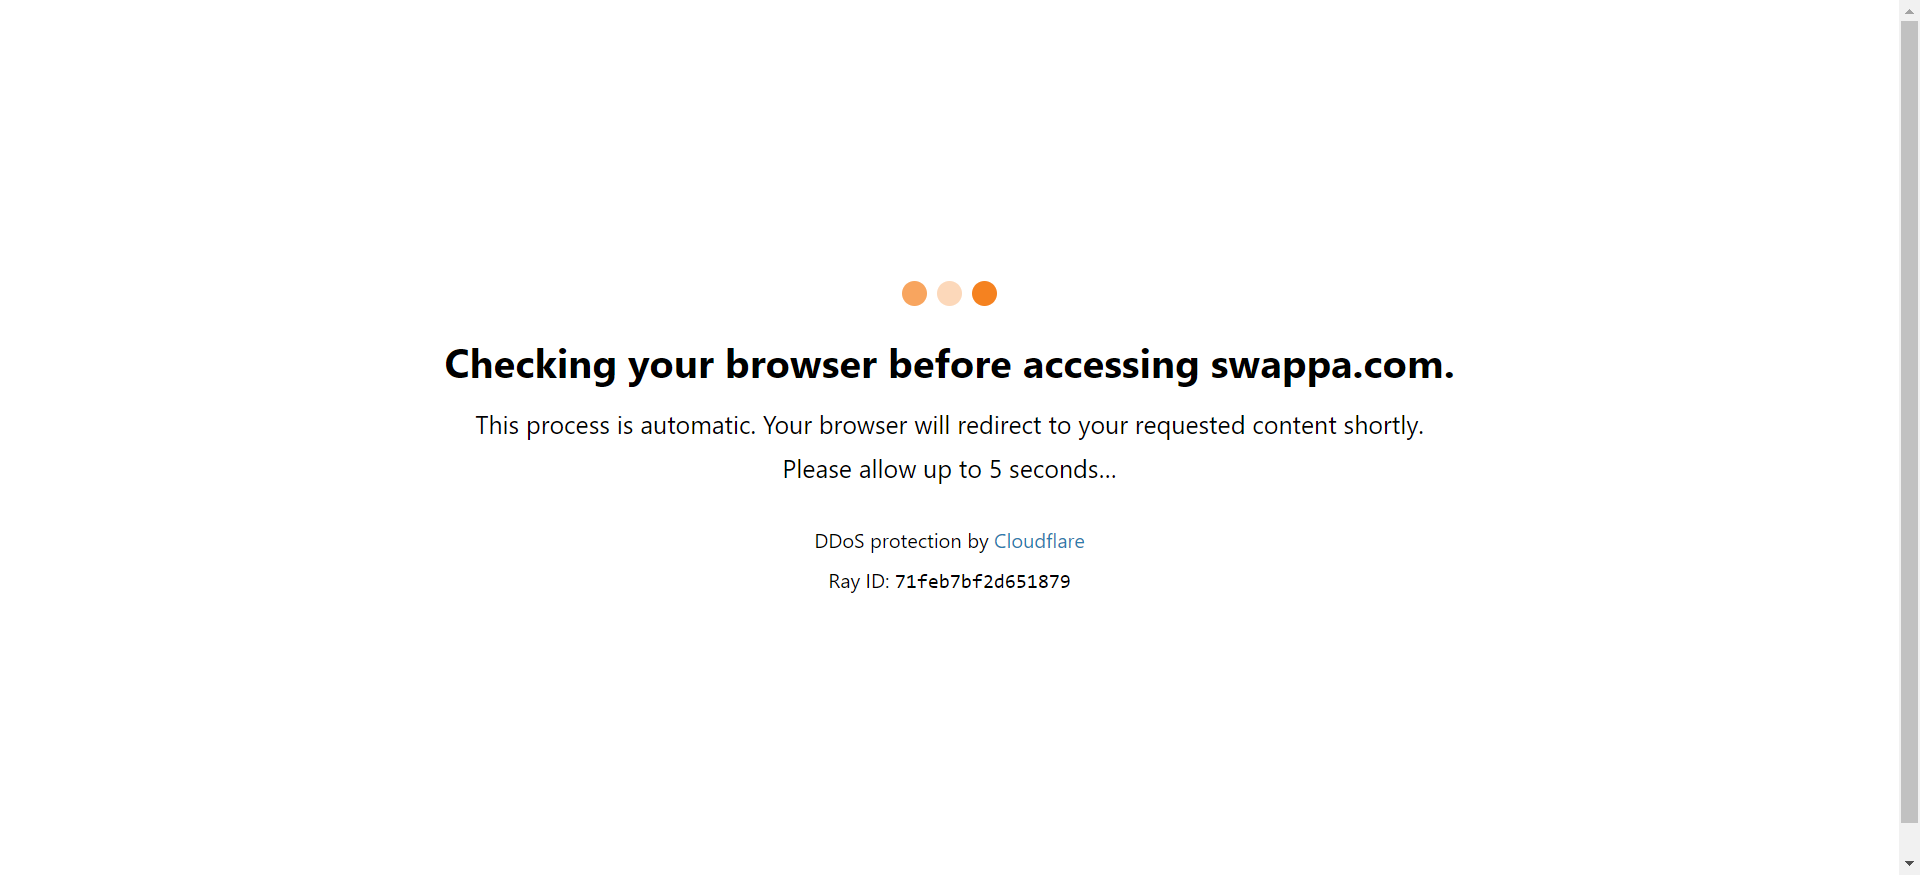 Checking your browser before accessing swappa.com.
This process is automatic. Your browser will redirect to your requested content shortly.
Please allow up to 5 seconds...
DDoS protection by Cloudflare
Ray ID: 71feb7bf2d651879